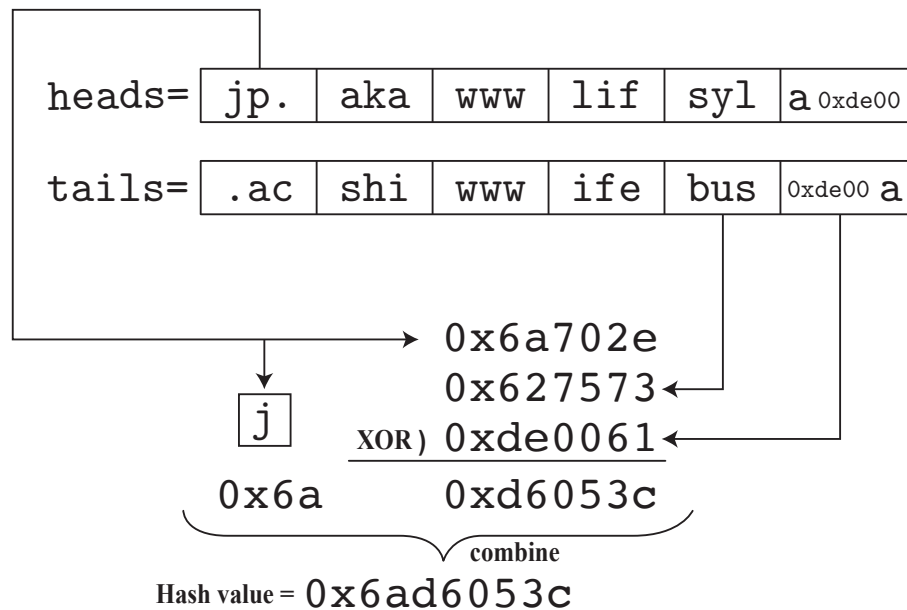 heads= jp. aka www lif syl a 0xde00
tails= .ac shi www ife bus 0xde00 a
0x6a702e
0x627573
j XOR ) 0xde0061
0x6a 0xd6053c
combine
Hash value = 0x6ad6053c